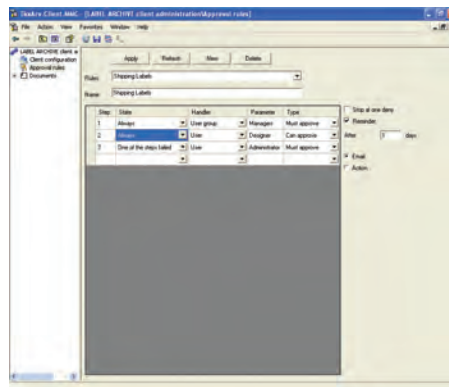 TeakArc Client MMC - [LABEL ARCHIVE client administration\Approval rules]
File Action View Favorites Window Help
LABEL ARCHIVE client a
Client configuration
Approval rules
Documents
Apply Refresh New Delete
Rules: Shipping Labels
Name: Shipping Labels
Step State Handler Parameter Type
1 Always User group Managers Must approve
2 Always User Designer Can approve
3 One of the steps failed User Administrator Must approve
Stop at one deny
Reminder
After days
Email
Action